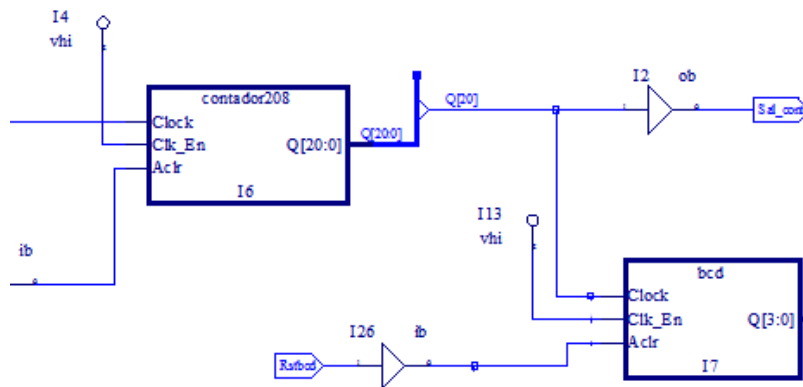 I4
vhi
contador208
Clock
Clk_En
Q[20:0]
Aclr
I6
Q[20:0]
Q[20]
I2
ob
Sal_cont
ib
I13
vhi
bcd
Clock
Clk_En
Q[3:0]
Aclr
I7
I26
ib
Rstbcd